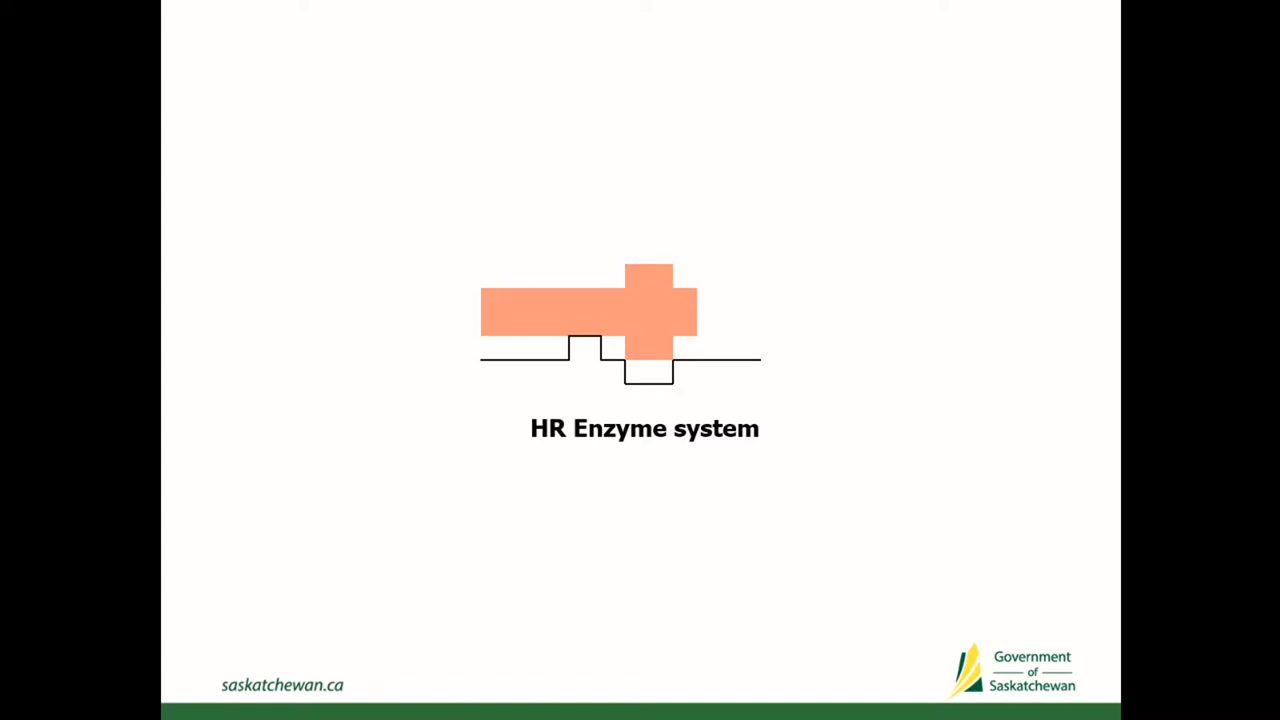 HR Enzyme system
saskatchewan.ca
Government
of
Saskatchewan